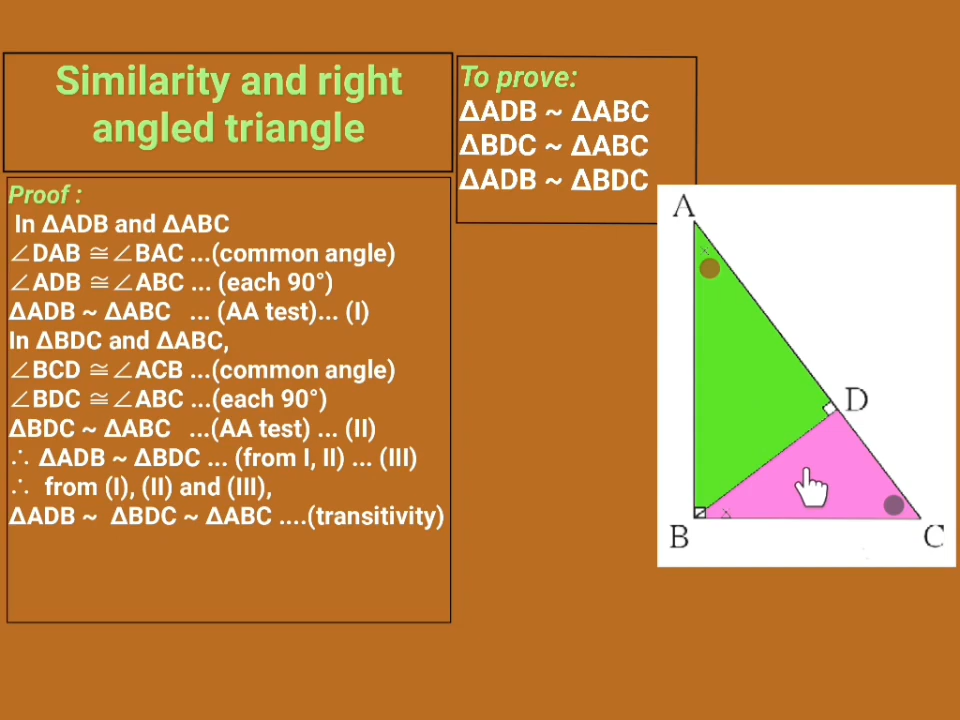 Similarity and right
angled triangle
To prove:
ΔADB ~ ΔABC
ΔBDC ~ ΔABC
ΔADB ~ ΔBDC
Proof :
In ΔADB and ΔABC
∠DAB ≅ ∠BAC ...(common angle)
∠ADB ≅ ∠ABC ... (each 90°)
ΔADB ~ ΔABC ... (AA test)... (I)
In ΔBDC and ΔABC,
∠BCD ≅ ∠ACB ...(common angle)
∠BDC ≅ ∠ABC ...(each 90°)
ΔBDC ~ ΔABC ...(AA test) ... (II)
∴ ΔADB ~ ΔBDC ... (from I, II) ... (III)
∴ from (I), (II) and (III),
ΔADB ~ ΔBDC ~ ΔABC ....(transitivity)
A
D
B
C